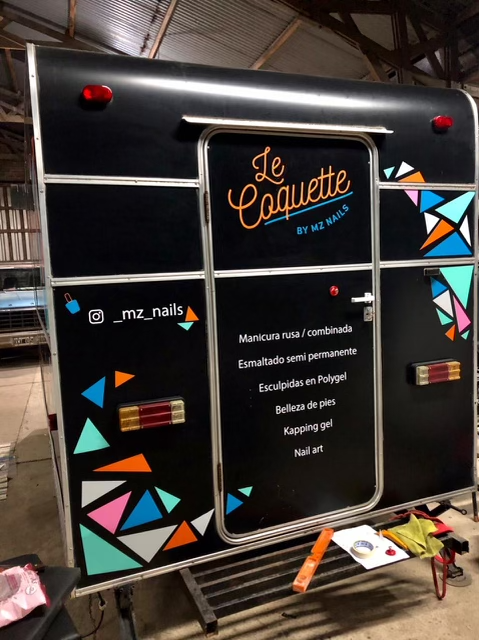 Le
Coquette
BY MZ NAILS
_mz_nails
Manicura rusa / combinada
Esmaltado semi permanente
Esculpidas en Polygel
Belleza de pies
Kapping gel
Nail art